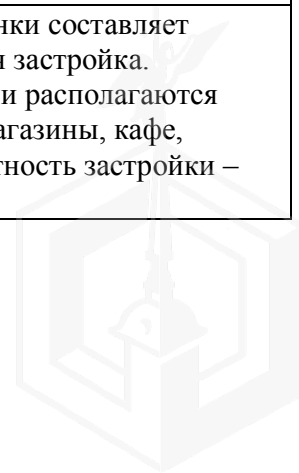 нки составляет
я застройка.
и располагаются
агазины, кафе,
тность застройки –